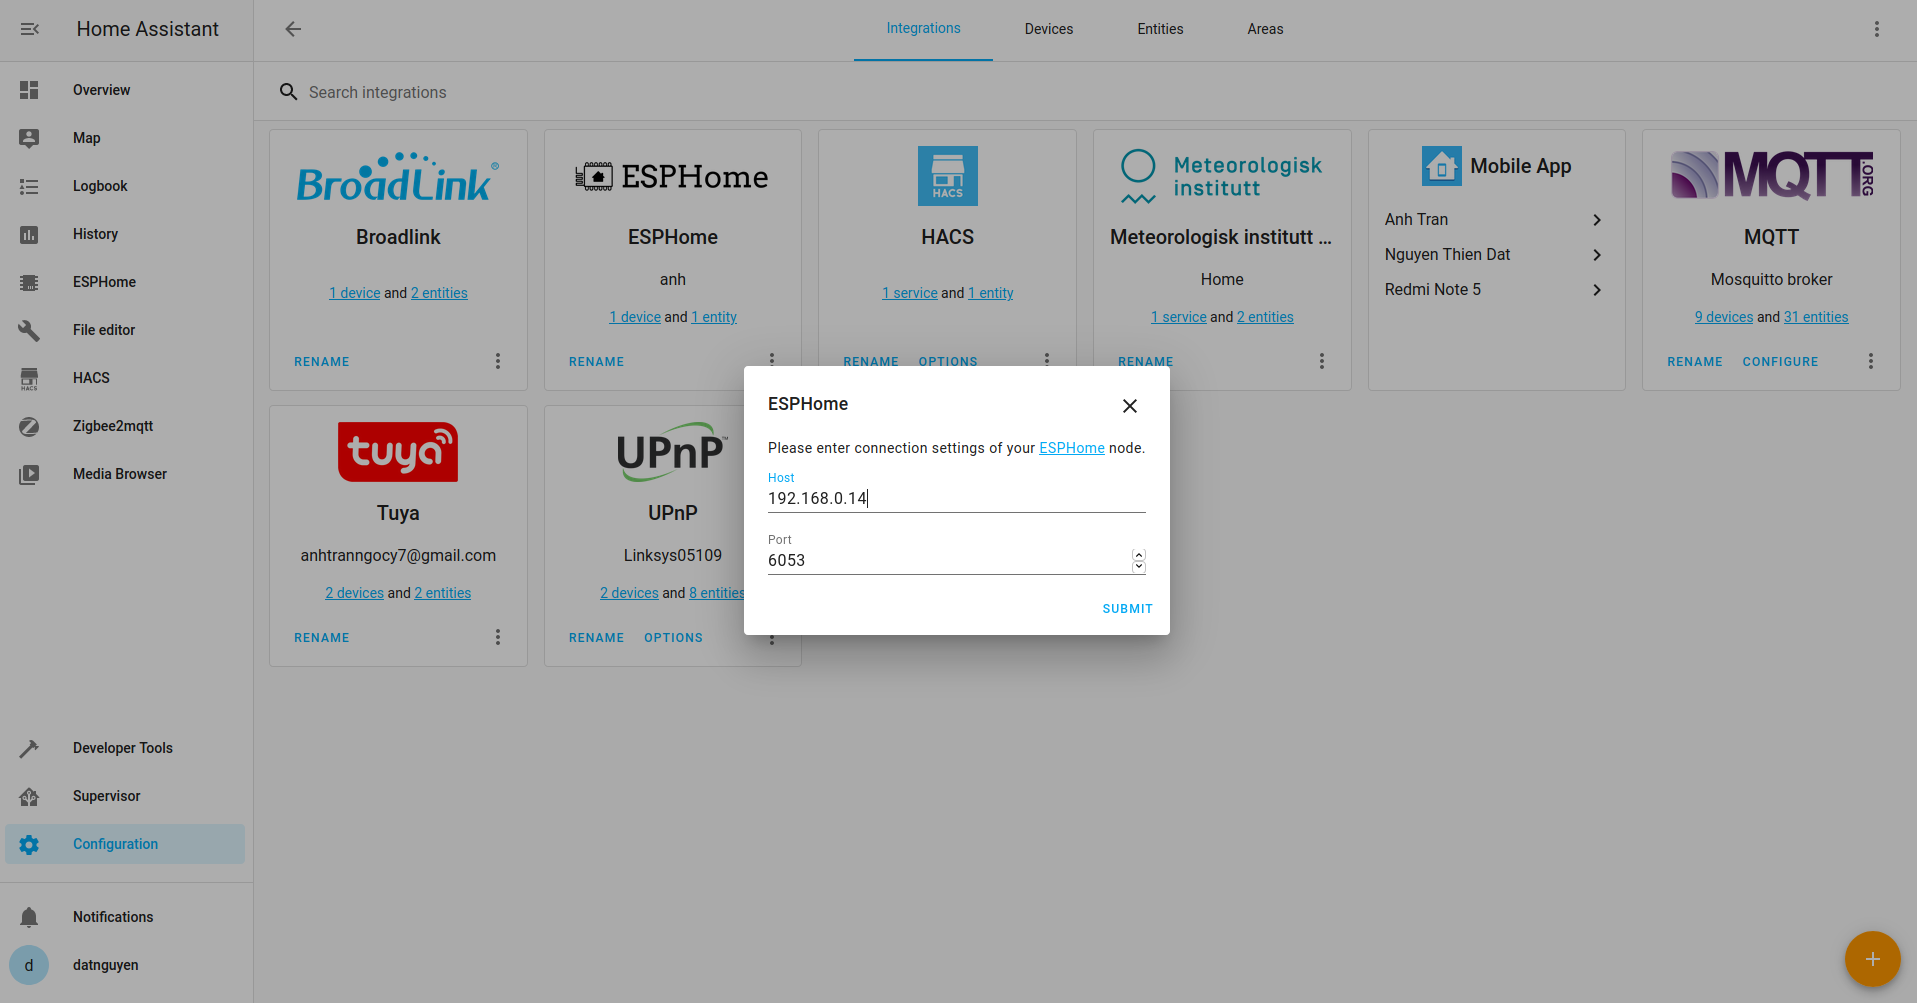 Home Assistant
Overview
Map
Logbook
History
ESPHome
File editor
HACS
HACS
Zigbee2mqtt
Media Browser
Developer Tools
Supervisor
Configuration
Notifications
d
datnguyen
Integrations
Devices
Entities
Areas
Search integrations
BroadLink®
Broadlink
1 device and 2 entities
RENAME
ESPHome
ESPHome
anh
1 device and 1 entity
RENAME
HACS
HACS
1 service and 1 entity
RENAME
OPTIONS
Meteorologisk
institutt
Meteorologisk institutt ...
Home
1 service and 2 entities
RENAME
Mobile App
Anh Tran
Nguyen Thien Dat
Redmi Note 5
MQTT.ORG
MQTT
Mosquitto broker
9 devices and 31 entities
RENAME
CONFIGURE
tuya
Tuya
anhtranngocy7@gmail.com
2 devices and 2 entities
RENAME
UPnP™
UPnP
Linksys05109
2 devices and 8 entities
RENAME
OPTIONS
ESPHome
Please enter connection settings of your ESPHome node.
Host
192.168.0.14
Port
6053
SUBMIT